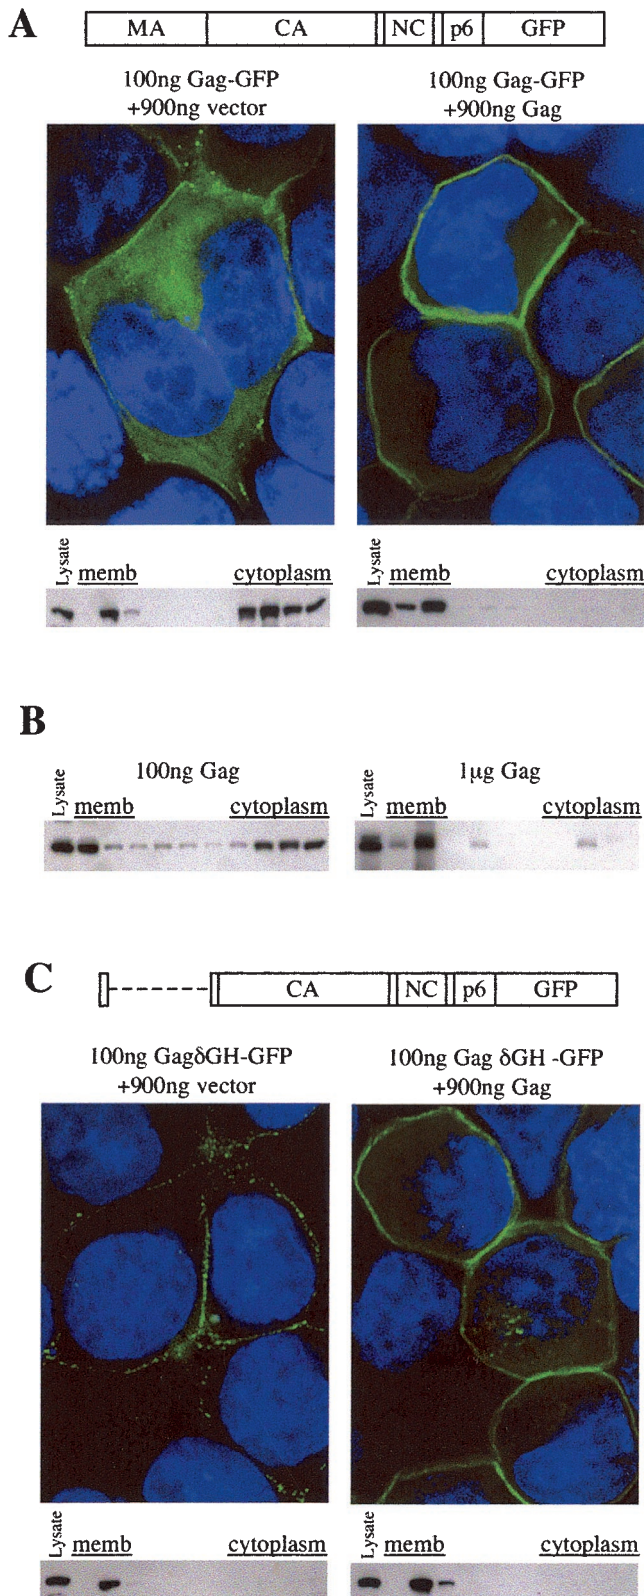 A
MA CA NC p6 GFP
100ng Gag-GFP
+900ng vector
100ng Gag-GFP
+900ng Gag
Lysate memb cytoplasm
Lysate memb cytoplasm
B
100ng Gag
1µg Gag
Lysate memb cytoplasm
Lysate memb cytoplasm
C
CA NC p6 GFP
100ng GagδGH-GFP
+900ng vector
100ng Gag δGH -GFP
+900ng Gag
Lysate memb cytoplasm
Lysate memb cytoplasm